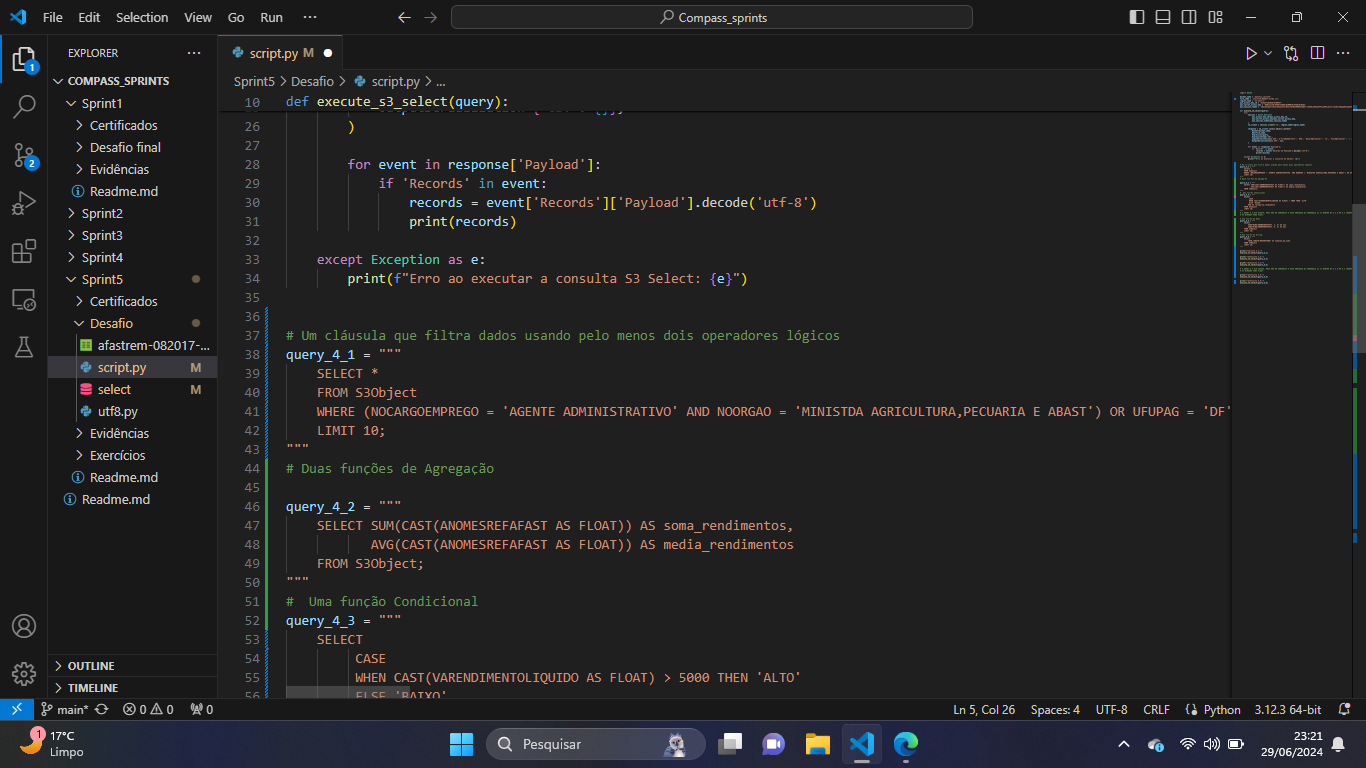 File Edit Selection View Go Run ···
Compass_sprints
EXPLORER ···
COMPASS_SPRINTS
Sprint1
Certificados
Desafio final
Evidências
Readme.md
Sprint2
Sprint3
Sprint4
Sprint5
Certificados
Desafio
afastrem-082017-...
script.py M
select M
utf8.py
Evidências
Exercícios
Readme.md
Readme.md
OUTLINE
TIMELINE
1
2
script.py M
Sprint5 > Desafio > script.py > ...
10 def execute_s3_select(query):
26 )
27
28 for event in response['Payload']:
29 if 'Records' in event:
30 records = event['Records']['Payload'].decode('utf-8')
31 print(records)
32
33 except Exception as e:
34 print(f"Erro ao executar a consulta S3 Select: {e}")
35
36
37 # Um cláusula que filtra dados usando pelo menos dois operadores lógicos
38 query_4_1 = """
39 SELECT *
40 FROM S3Object
41 WHERE (NOCARGOEMPREGO = 'AGENTE ADMINISTRATIVO' AND NOORGAO = 'MINISTDA AGRICULTURA,PECUARIA E ABAST') OR UFUPAG = 'DF'
42 LIMIT 10;
43 """
44 # Duas funções de Agregação
45
46 query_4_2 = """
47 SELECT SUM(CAST(ANOMESREFAFAST AS FLOAT)) AS soma_rendimentos,
48 AVG(CAST(ANOMESREFAFAST AS FLOAT)) AS media_rendimentos
49 FROM S3Object;
50 """
51 #  Uma função Condicional
52 query_4_3 = """
53 SELECT
54 CASE
55 WHEN CAST(VARENDIMENTOLIQUIDO AS FLOAT) > 5000 THEN 'ALTO'
56 ELSE 'BAIXO'
main* 0 0 0 Ln 5, Col 26 Spaces: 4 UTF-8 CRLF Python 3.12.3 64-bit
1
17°C
Limpo
Pesquisar
23:21
29/06/2024